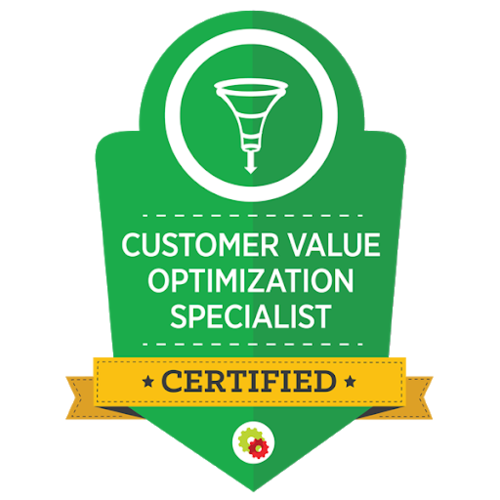 CUSTOMER VALUE
OPTIMIZATION
SPECIALIST
★ CERTIFIED ★